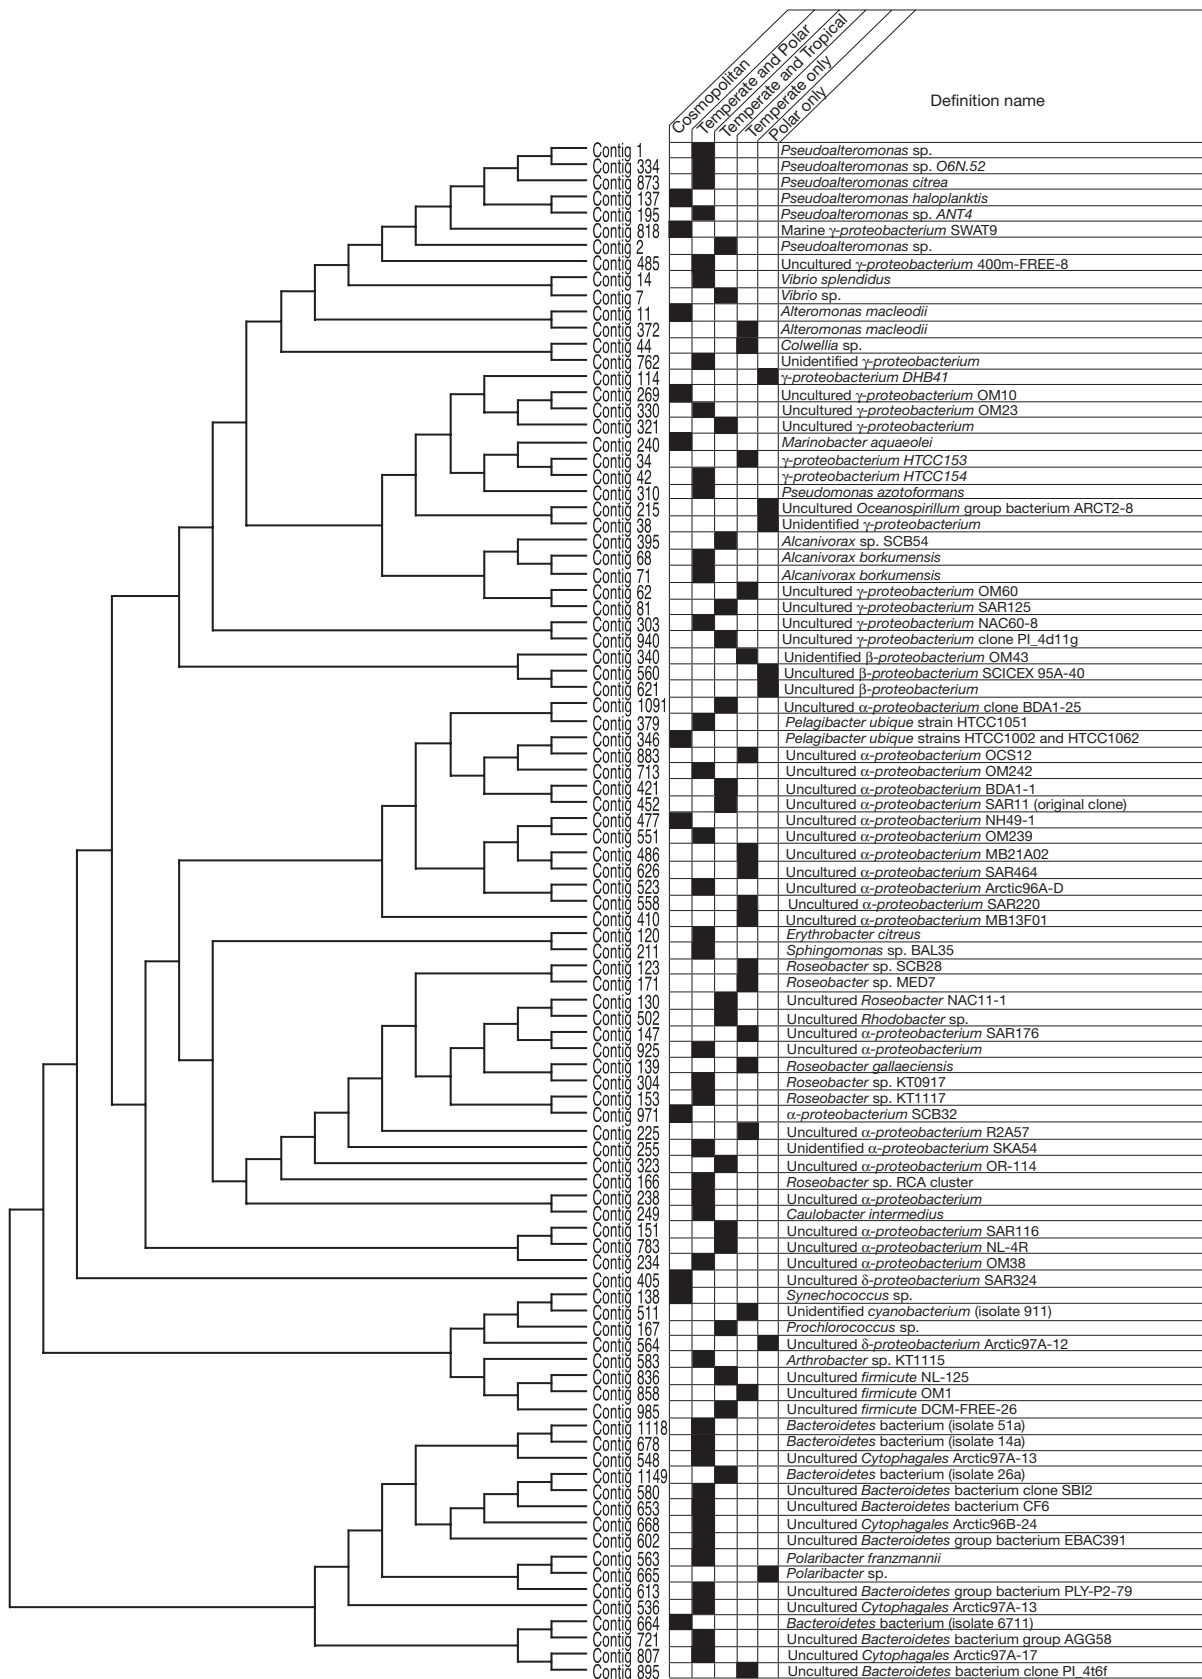 Cosmopolitan
Temperate and Polar
Temperate and Tropical
Temperate only
Polar only
Definition name
Contig 1 Pseudoalteromonas sp.
Contig 334 Pseudoalteromonas sp. O6N.52
Contig 873 Pseudoalteromonas citrea
Contig 137 Pseudoalteromonas haloplanktis
Contig 195 Pseudoalteromonas sp. ANT4
Contig 818 Marine γ-proteobacterium SWAT9
Contig 2 Pseudoalteromonas sp.
Contig 485 Uncultured γ-proteobacterium 400m-FREE-8
Contig 14 Vibrio splendidus
Contig 7 Vibrio sp.
Contig 11 Alteromonas macleodii
Contig 372 Alteromonas macleodii
Contig 44 Colwellia sp.
Contig 762 Unidentified γ-proteobacterium
Contig 114 γ-proteobacterium DHB41
Contig 269 Uncultured γ-proteobacterium OM10
Contig 330 Uncultured γ-proteobacterium OM23
Contig 321 Uncultured γ-proteobacterium
Contig 240 Marinobacter aquaeolei
Contig 34 γ-proteobacterium HTCC153
Contig 42 γ-proteobacterium HTCC154
Contig 310 Pseudomonas azotoformans
Contig 215 Uncultured Oceanospirillum group bacterium ARCT2-8
Contig 38 Unidentified γ-proteobacterium
Contig 395 Alcanivorax sp. SCB54
Contig 68 Alcanivorax borkumensis
Contig 71 Alcanivorax borkumensis
Contig 62 Uncultured γ-proteobacterium OM60
Contig 81 Uncultured γ-proteobacterium SAR125
Contig 303 Uncultured γ-proteobacterium NAC60-8
Contig 940 Uncultured γ-proteobacterium clone PI_4d11g
Contig 340 Unidentified β-proteobacterium OM43
Contig 560 Uncultured β-proteobacterium SCICEX 95A-40
Contig 621 Uncultured β-proteobacterium
Contig 1091 Uncultured α-proteobacterium clone BDA1-25
Contig 379 Pelagibacter ubique strain HTCC1051
Contig 346 Pelagibacter ubique strains HTCC1002 and HTCC1062
Contig 883 Uncultured α-proteobacterium OCS12
Contig 713 Uncultured α-proteobacterium OM242
Contig 421 Uncultured α-proteobacterium BDA1-1
Contig 452 Uncultured α-proteobacterium SAR11 (original clone)
Contig 477 Uncultured α-proteobacterium NH49-1
Contig 551 Uncultured α-proteobacterium OM239
Contig 486 Uncultured α-proteobacterium MB21A02
Contig 626 Uncultured α-proteobacterium SAR464
Contig 523 Uncultured α-proteobacterium Arctic96A-D
Contig 558 Uncultured α-proteobacterium SAR220
Contig 410 Uncultured α-proteobacterium MB13F01
Contig 120 Erythrobacter citreus
Contig 211 Sphingomonas sp. BAL35
Contig 123 Roseobacter sp. SCB28
Contig 171 Roseobacter sp. MED7
Contig 130 Uncultured Roseobacter NAC11-1
Contig 502 Uncultured Rhodobacter sp.
Contig 147 Uncultured α-proteobacterium SAR176
Contig 925 Uncultured α-proteobacterium
Contig 139 Roseobacter gallaeciensis
Contig 304 Roseobacter sp. KT0917
Contig 153 Roseobacter sp. KT1117
Contig 971 α-proteobacterium SCB32
Contig 225 Uncultured α-proteobacterium R2A57
Contig 255 Unidentified α-proteobacterium SKA54
Contig 323 Uncultured α-proteobacterium OR-114
Contig 166 Roseobacter sp. RCA cluster
Contig 238 Uncultured α-proteobacterium
Contig 249 Caulobacter intermedius
Contig 151 Uncultured α-proteobacterium SAR116
Contig 783 Uncultured α-proteobacterium NL-4R
Contig 234 Uncultured α-proteobacterium OM38
Contig 405 Uncultured δ-proteobacterium SAR324
Contig 138 Synechococcus sp.
Contig 511 Unidentified cyanobacterium (isolate 911)
Contig 167 Prochlorococcus sp.
Contig 564 Uncultured δ-proteobacterium Arctic97A-12
Contig 583 Arthrobacter sp. KT1115
Contig 836 Uncultured firmicute NL-125
Contig 858 Uncultured firmicute OM1
Contig 985 Uncultured firmicute DCM-FREE-26
Contig 1118 Bacteroidetes bacterium (isolate 51a)
Contig 678 Bacteroidetes bacterium (isolate 14a)
Contig 548 Uncultured Cytophagales Arctic97A-13
Contig 1149 Bacteroidetes bacterium (isolate 26a)
Contig 580 Uncultured Bacteroidetes bacterium clone SBI2
Contig 653 Uncultured Bacteroidetes bacterium CF6
Contig 668 Uncultured Cytophagales Arctic96B-24
Contig 602 Uncultured Bacteroidetes group bacterium EBAC391
Contig 563 Polaribacter franzmannii
Contig 665 Polaribacter sp.
Contig 613 Uncultured Bacteroidetes group bacterium PLY-P2-79
Contig 536 Uncultured Cytophagales Arctic97A-13
Contig 664 Bacteroidetes bacterium (isolate 6711)
Contig 721 Uncultured Bacteroidetes bacterium group AGG58
Contig 807 Uncultured Cytophagales Arctic97A-17
Contig 895 Uncultured Bacteroidetes bacterium clone PI_4t6f